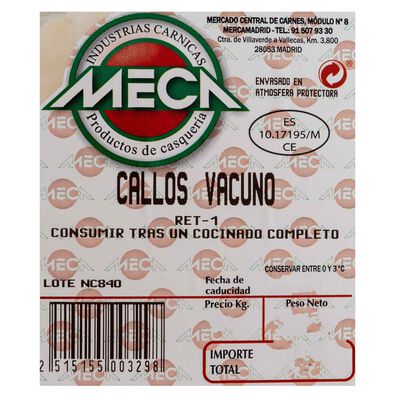 MERCADO CENTRAL DE CARNES, MÓDULO Nº 8
MERCAMADRID - TEL.: 91 507 93 30
Ctra. de Villaverde a Vallecas, Km. 3,800
28053 MADRID
INDUSTRIAS CARNICAS
MECA
Productos de casquería
ENVASADO EN
ATMOSFERA PROTECTORA
ES
10.17195/M
CE
CALLOS VACUNO
RET-1
CONSUMIR TRAS UN COCINADO COMPLETO
CONSERVAR ENTRE 0 Y 3 °C
LOTE NC840
Fecha de
caducidad
Precio Kg.
Peso Neto
IMPORTE
TOTAL
2 515155 003298